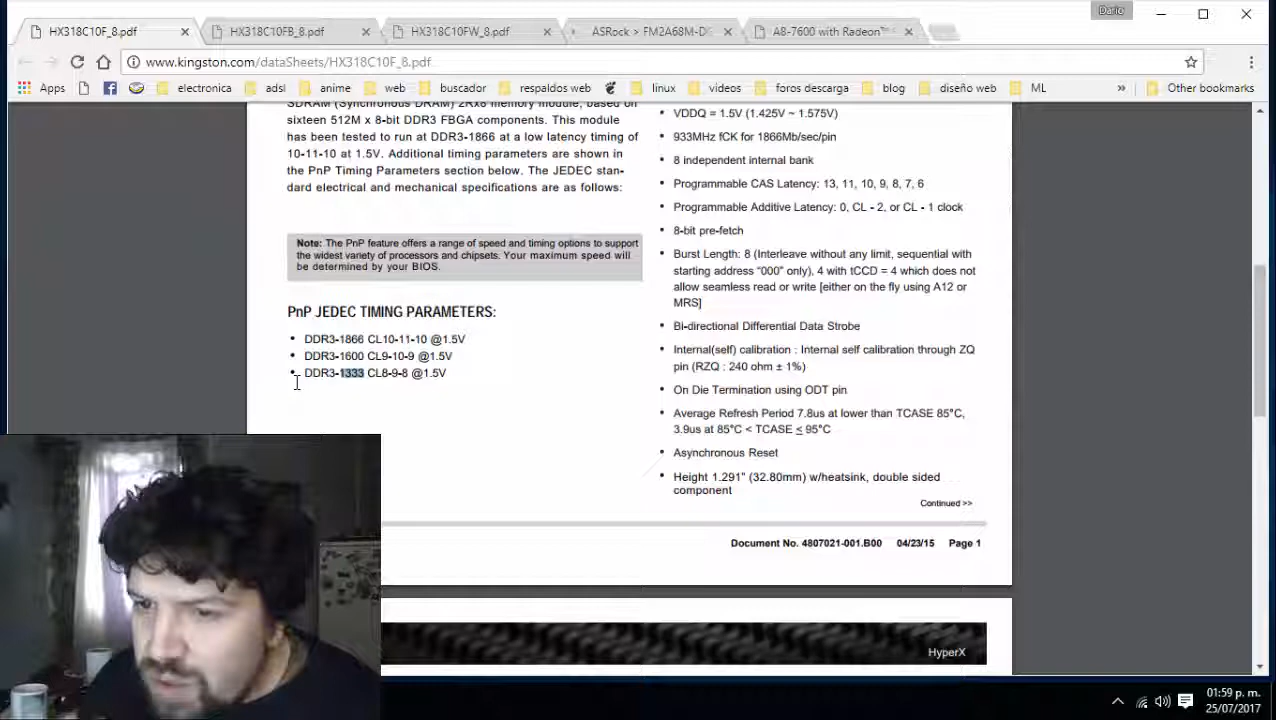 Dario
HX318C10F_8.pdf
HX318C10FB_8.pdf
HX318C10FW_8.pdf
ASRock > FM2A68M-DG
A8-7600 with Radeon™
www.kingston.com/dataSheets/HX318C10F_8.pdf
Apps
electronica
adsi
anime
web
buscador
respaldos web
linux
videos
foros descarga
blog
diseño web
ML
»
Other bookmarks
SDRAM (Synchronous DRAM) 2Rx8 memory module, based on
sixteen 512M x 8-bit DDR3 FBGA components. This module
has been tested to run at DDR3-1866 at a low latency timing of
10-11-10 at 1.5V. Additional timing parameters are shown in
the PnP Timing Parameters section below. The JEDEC stan-
dard electrical and mechanical specifications are as follows:
Note: The PnP feature offers a range of speed and timing options to support
the widest variety of processors and chipsets. Your maximum speed will
be determined by your BIOS.
PnP JEDEC TIMING PARAMETERS:
• DDR3-1866 CL10-11-10 @1.5V
• DDR3-1600 CL9-10-9 @1.5V
• DDR3-1333 CL8-9-8 @1.5V
• VDDQ = 1.5V (1.425V ~ 1.575V)
• 933MHz fCK for 1866Mb/sec/pin
• 8 independent internal bank
• Programmable CAS Latency: 13, 11, 10, 9, 8, 7, 6
• Programmable Additive Latency: 0, CL - 2, or CL - 1 clock
• 8-bit pre-fetch
• Burst Length: 8 (Interleave without any limit, sequential with
starting address “000” only), 4 with tCCD = 4 which does not
allow seamless read or write [either on the fly using A12 or
MRS]
• Bi-directional Differential Data Strobe
• Internal(self) calibration : Internal self calibration through ZQ
pin (RZQ : 240 ohm ± 1%)
• On Die Termination using ODT pin
• Average Refresh Period 7.8us at lower than TCASE 85°C,
3.9us at 85°C < TCASE ≤ 95°C
• Asynchronous Reset
• Height 1.291” (32.80mm) w/heatsink, double sided
component
Continued >>
Document No. 4807021-001.B00 04/23/15 Page 1
HyperX
01:59 p. m.
25/07/2017